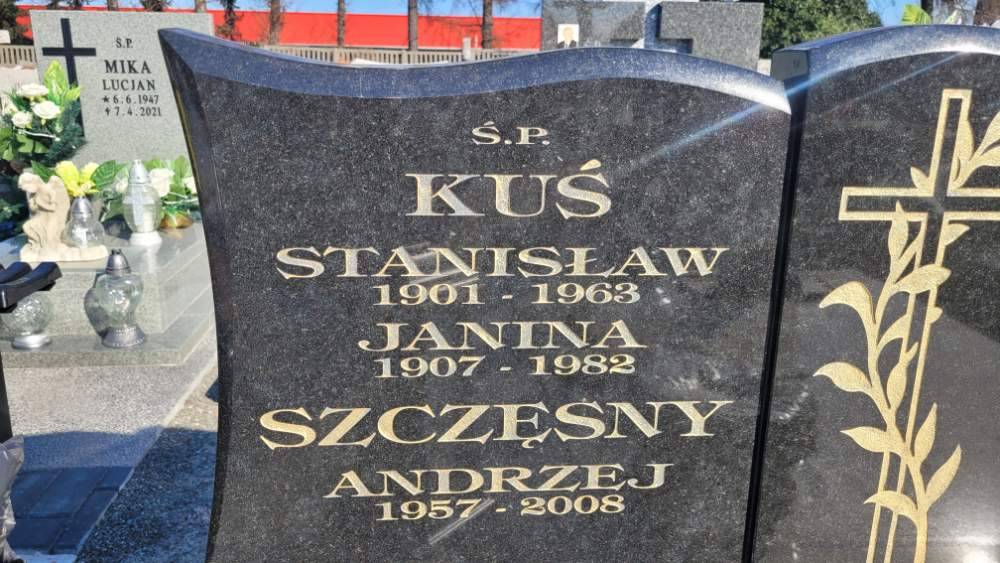 Ś.P.
MIKA
LUCJAN
★ 6.6.1947
✝ 7.4.2021
Ś.P.
KUŚ
STANISŁAW
1901 - 1963
JANINA
1907 - 1982
SZCZĘSNY
ANDRZEJ
1957 - 2008